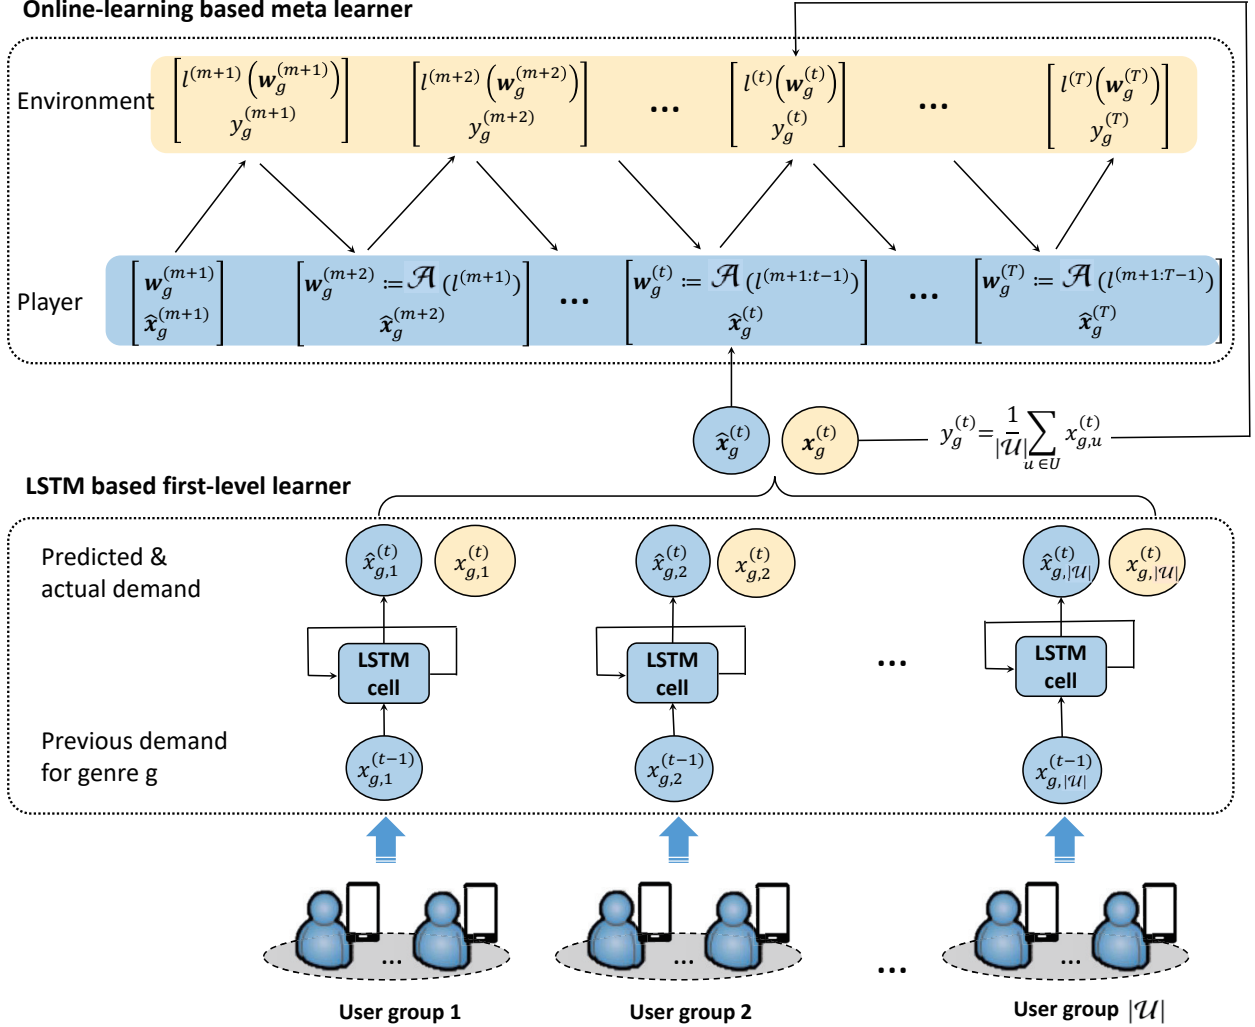 Online-learning based meta learner
Environment
[l^{(m+1)}(w_g^{(m+1)}) y_g^{(m+1)}] [l^{(m+2)}(w_g^{(m+2)}) y_g^{(m+2)}] ... [l^{(t)}(w_g^{(t)}) y_g^{(t)}] ... [l^{(T)}(w_g^{(T)}) y_g^{(T)}]
Player
[w_g^{(m+1)} x̂_g^{(m+1)}] [w_g^{(m+2)} ≔ 𝒜(l^{(m+1)}) x̂_g^{(m+2)}] ... [w_g^{(t)} ≔ 𝒜(l^{(m+1:t−1)}) x̂_g^{(t)}] ... [w_g^{(T)} ≔ 𝒜(l^{(m+1:T−1)}) x̂_g^{(T)}]
x̂_g^{(t)} x_g^{(t)} y_g^{(t)} = \frac{1}{|𝒰|} ∑_{u∈U} x_{g,u}^{(t)}
LSTM based first-level learner
Predicted &
actual demand
x̂_{g,1}^{(t)} x_{g,1}^{(t)} x̂_{g,2}^{(t)} x_{g,2}^{(t)} x̂_{g,|𝒰|}^{(t)} x_{g,|𝒰|}^{(t)}
LSTM
cell
LSTM
cell
...
LSTM
cell
Previous demand
for genre g
x_{g,1}^{(t−1)} x_{g,2}^{(t−1)} x_{g,|𝒰|}^{(t−1)}
... ... ... ...
User group 1
User group 2
User group |𝒰|